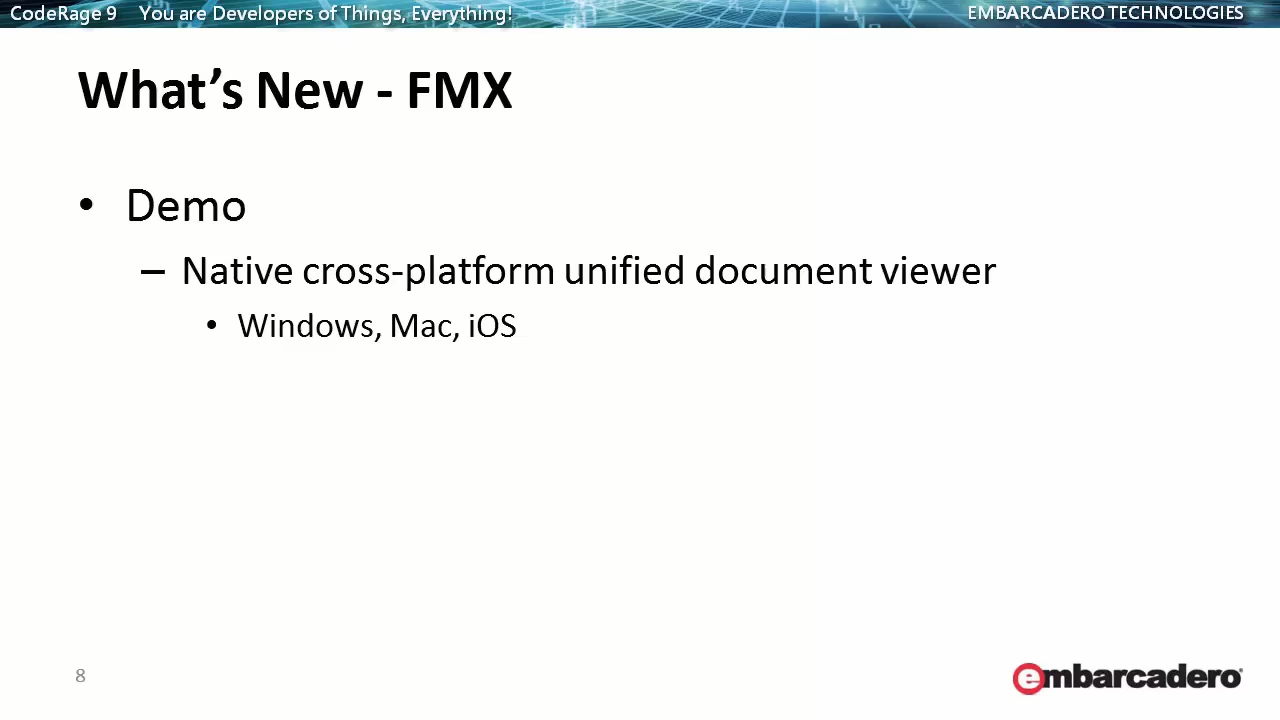 CodeRage 9 You are Developers of Things, Everything!
EMBARCADERO TECHNOLOGIES
What's New - FMX
• Demo
– Native cross-platform unified document viewer
• Windows, Mac, iOS
8
embarcadero